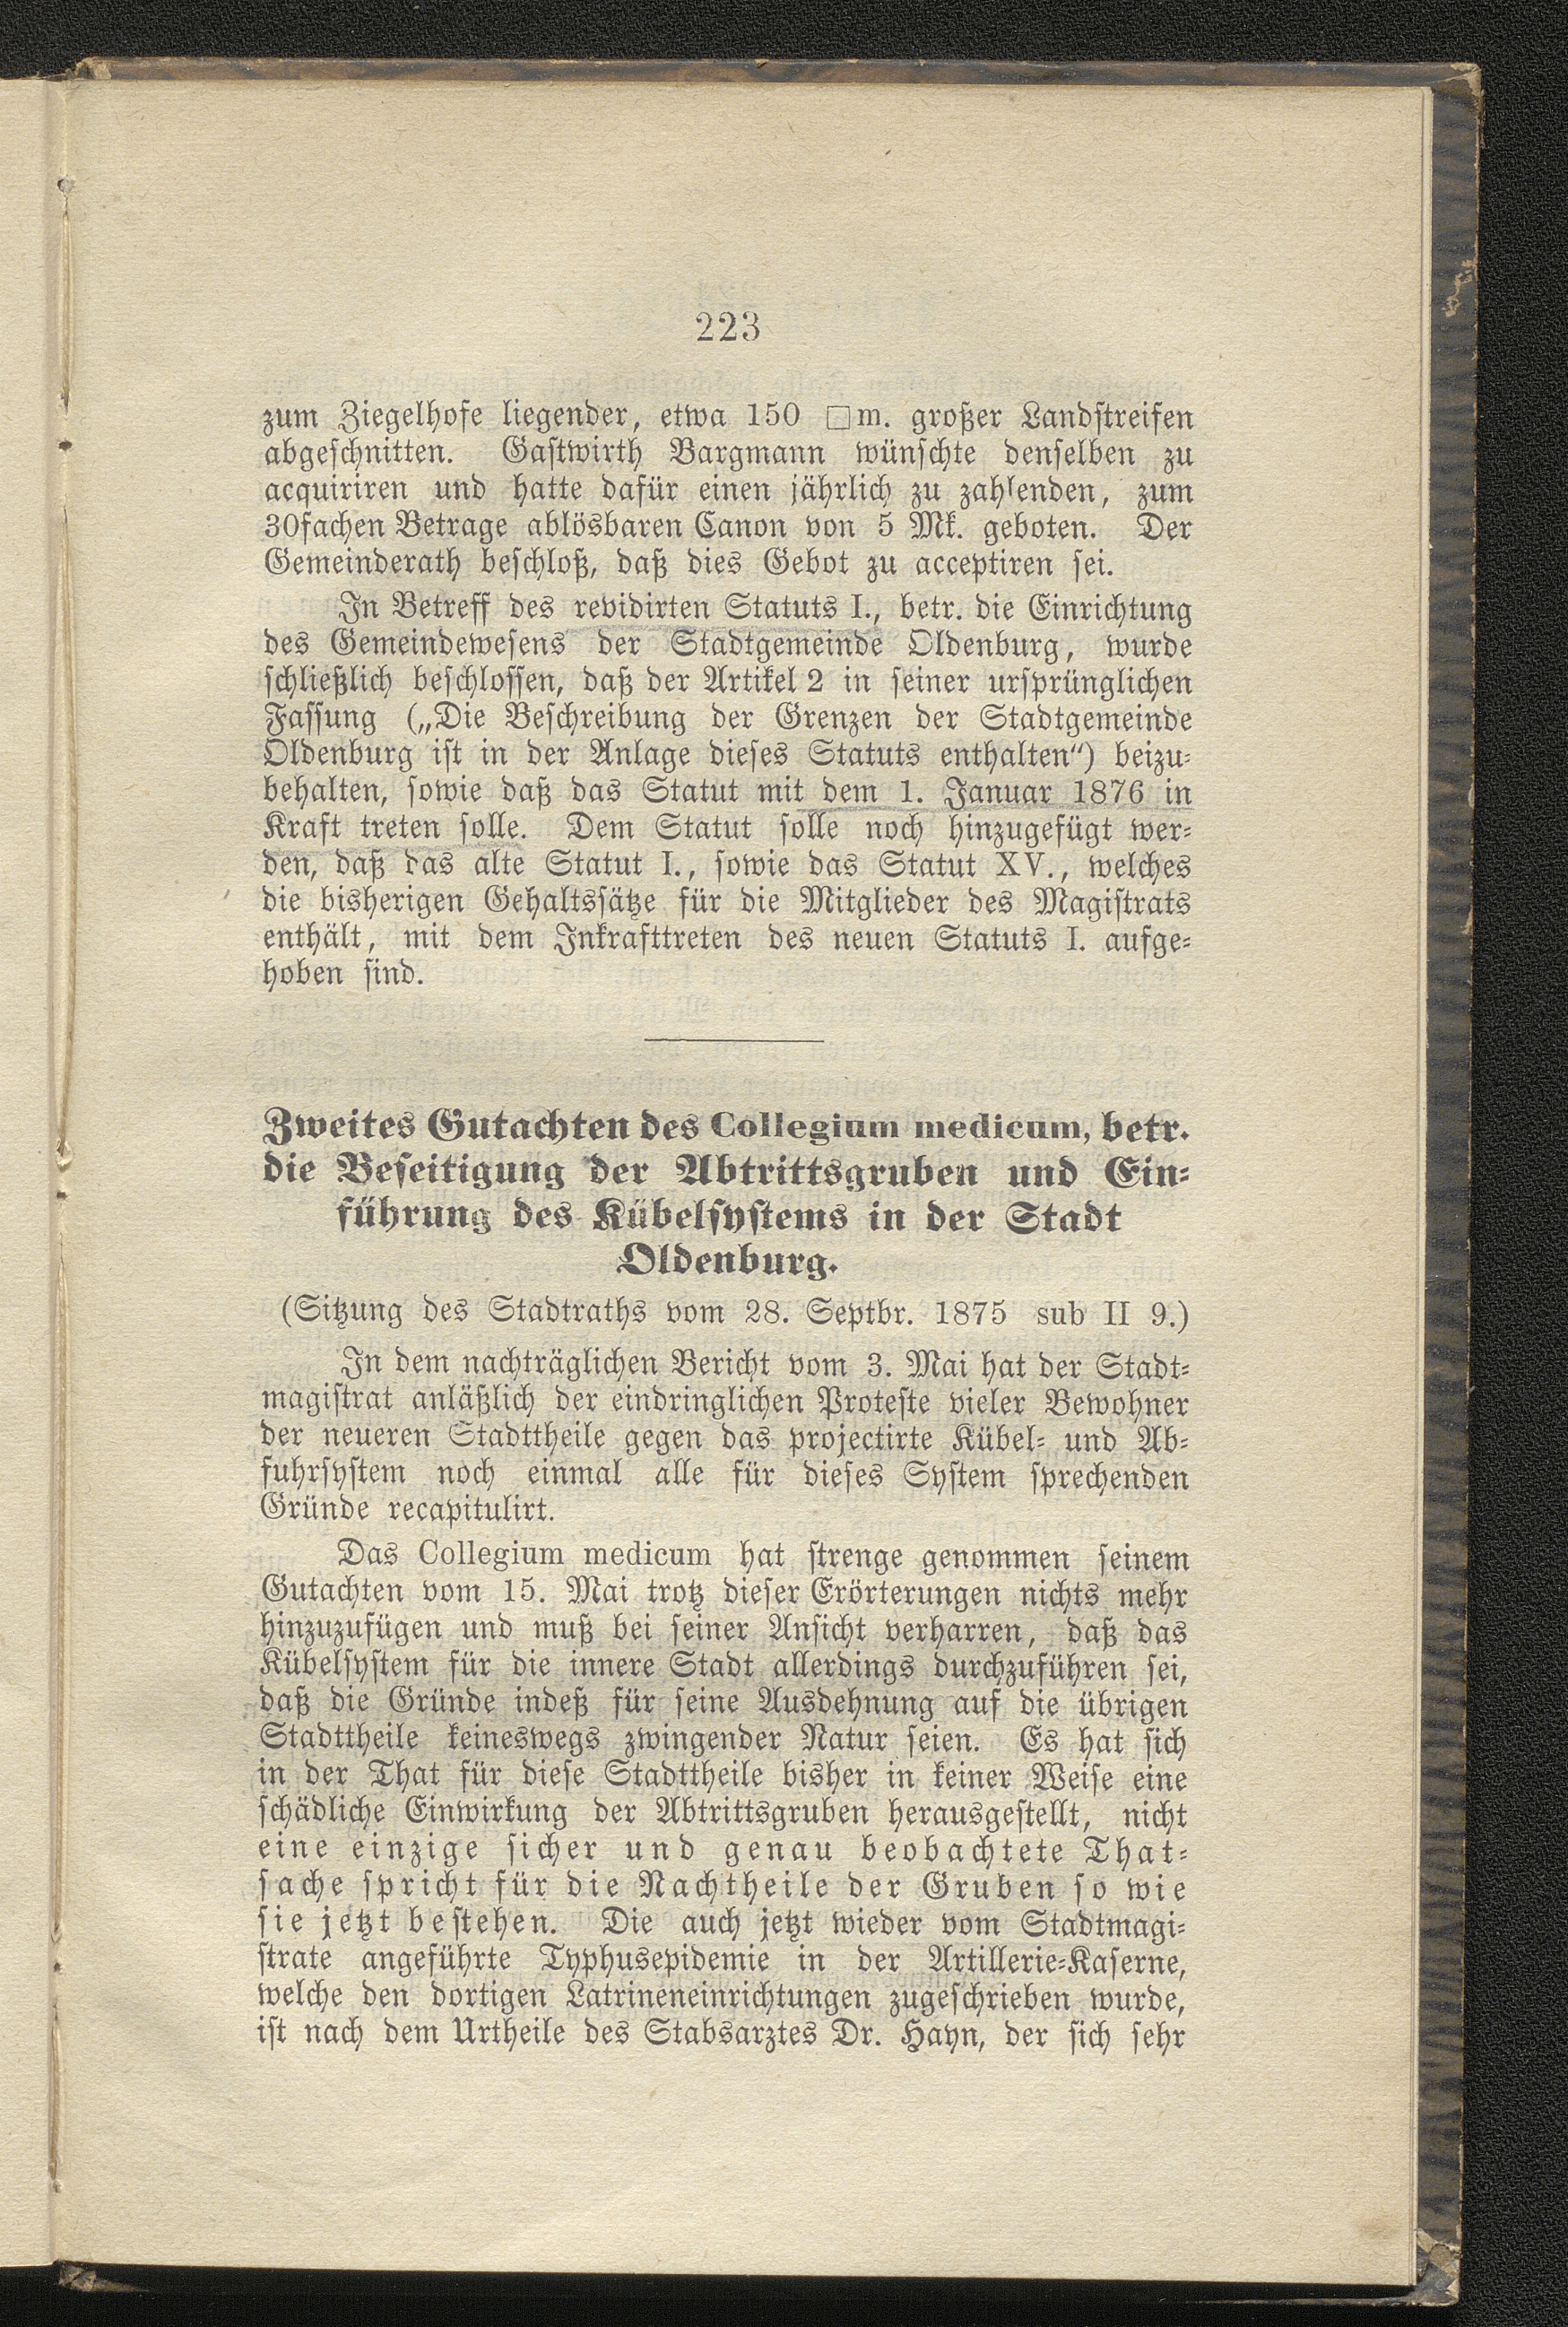 223
zum Ziegelhofe liegender, etwa 150 □m. großer Landstreifen
abgeschnitten. Gastwirth Bargmann wünschte denselben zu
acquiriren und hatte dafür einen jährlich zu zahlenden, zum
30fachen Betrage ablösbaren Canon von 5 Mk. geboten. Der
Gemeinderath beschloß, daß dies Gebot zu acceptiren sei.
In Betreff des revidirten Statuts I., betr. die Einrichtung
des Gemeindewesens der Stadtgemeinde Oldenburg, wurde
schließlich beschlossen, daß der Artikel 2 in seiner ursprünglichen
Fassung („Die Beschreibung der Grenzen der Stadtgemeinde
Oldenburg ist in der Anlage dieses Statuts enthalten“) beizu-
behalten, sowie daß das Statut mit dem 1. Januar 1876 in
Kraft treten solle. Dem Statut solle noch hinzugefügt wer-
den, daß das alte Statut I., sowie das Statut XV., welches
die bisherigen Gehaltssätze für die Mitglieder des Magistrats
enthält, mit dem Inkrafttreten des neuen Statuts I. aufge-
hoben sind.
Zweites Gutachten des Collegium medicum, betr.
die Beseitigung der Abtrittsgruben und Ein-
führung des Kübelsystems in der Stadt
Oldenburg.
(Sitzung des Stadtraths vom 28. Septbr. 1875 sub II 9.)
In dem nachträglichen Bericht vom 3. Mai hat der Stadt-
magistrat anläßlich der eindringlichen Proteste vieler Bewohner
der neueren Stadttheile gegen das projectirte Kübel- und Ab-
fuhrsystem noch einmal alle für dieses System sprechenden
Gründe recapitulirt.
Das Collegium medicum hat strenge genommen seinem
Gutachten vom 15. Mai trotz dieser Erörterungen nichts mehr
hinzuzufügen und muß bei seiner Ansicht verharren, daß das
Kübelsystem für die innere Stadt allerdings durchzuführen sei,
daß die Gründe indeß für seine Ausdehnung auf die übrigen
Stadttheile keineswegs zwingender Natur seien. Es hat sich
in der That für diese Stadttheile bisher in keiner Weise eine
schädliche Einwirkung der Abtrittsgruben herausgestellt, nicht
eine einzige sicher und genau beobachtete That-
sache spricht für die Nachtheile der Gruben so wie
sie jetzt bestehen. Die auch jetzt wieder vom Stadtmagi-
strate angeführte Typhusepidemie in der Artillerie-Kaserne,
welche den dortigen Latrineneinrichtungen zugeschrieben wurde,
ist nach dem Urtheile des Stabsarztes Dr. Hayn, der sich sehr